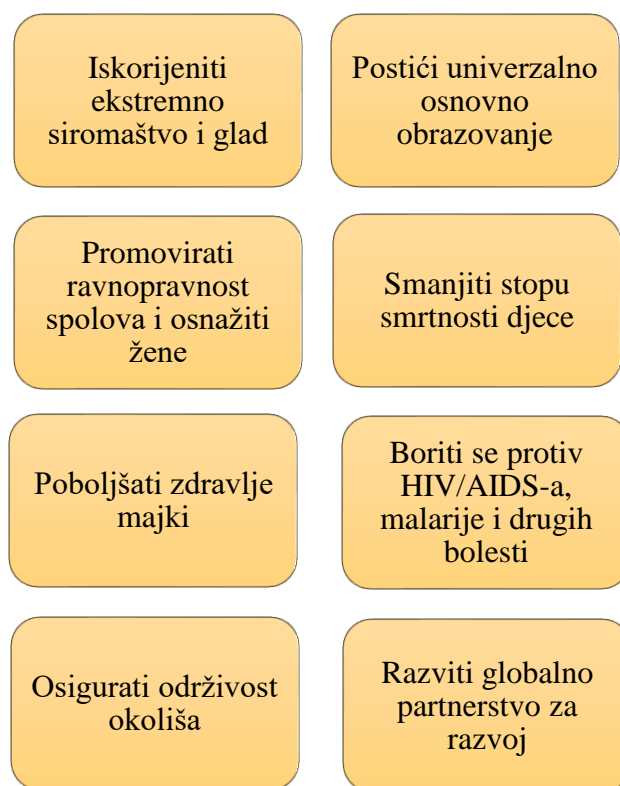 Iskorijeniti
ekstremno
siromaštvo i glad
Postići univerzalno
osnovno
obrazovanje
Promovirati
ravnopravnost
spolova i osnažiti
žene
Smanjiti stopu
smrtnosti djece
Poboljšati zdravlje
majki
Boriti se protiv
HIV/AIDS-a,
malarije i drugih
bolesti
Osigurati održivost
okoliša
Razviti globalno
partnerstvo za
razvoj